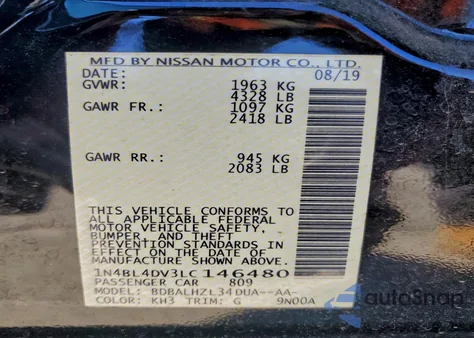 MFD BY NISSAN MOTOR CO., LTD.
DATE: 08/19
GVWR: 1963 KG
4328 LB
GAWR FR.: 1097 KG
2418 LB
GAWR RR.: 945 KG
2083 LB
THIS VEHICLE CONFORMS TO
ALL APPLICABLE FEDERAL
MOTOR VEHICLE SAFETY,
BUMPER, AND THEFT
PREVENTION STANDARDS IN
EFFECT ON THE DATE OF
MANUFACTURE SHOWN ABOVE.
1N4BL4DV3LC146480
PASSENGER CAR 809
MODEL: BDBALHZL34DUA--AA-
COLOR: KH3 TRIM: G 9N00A
autoSnap